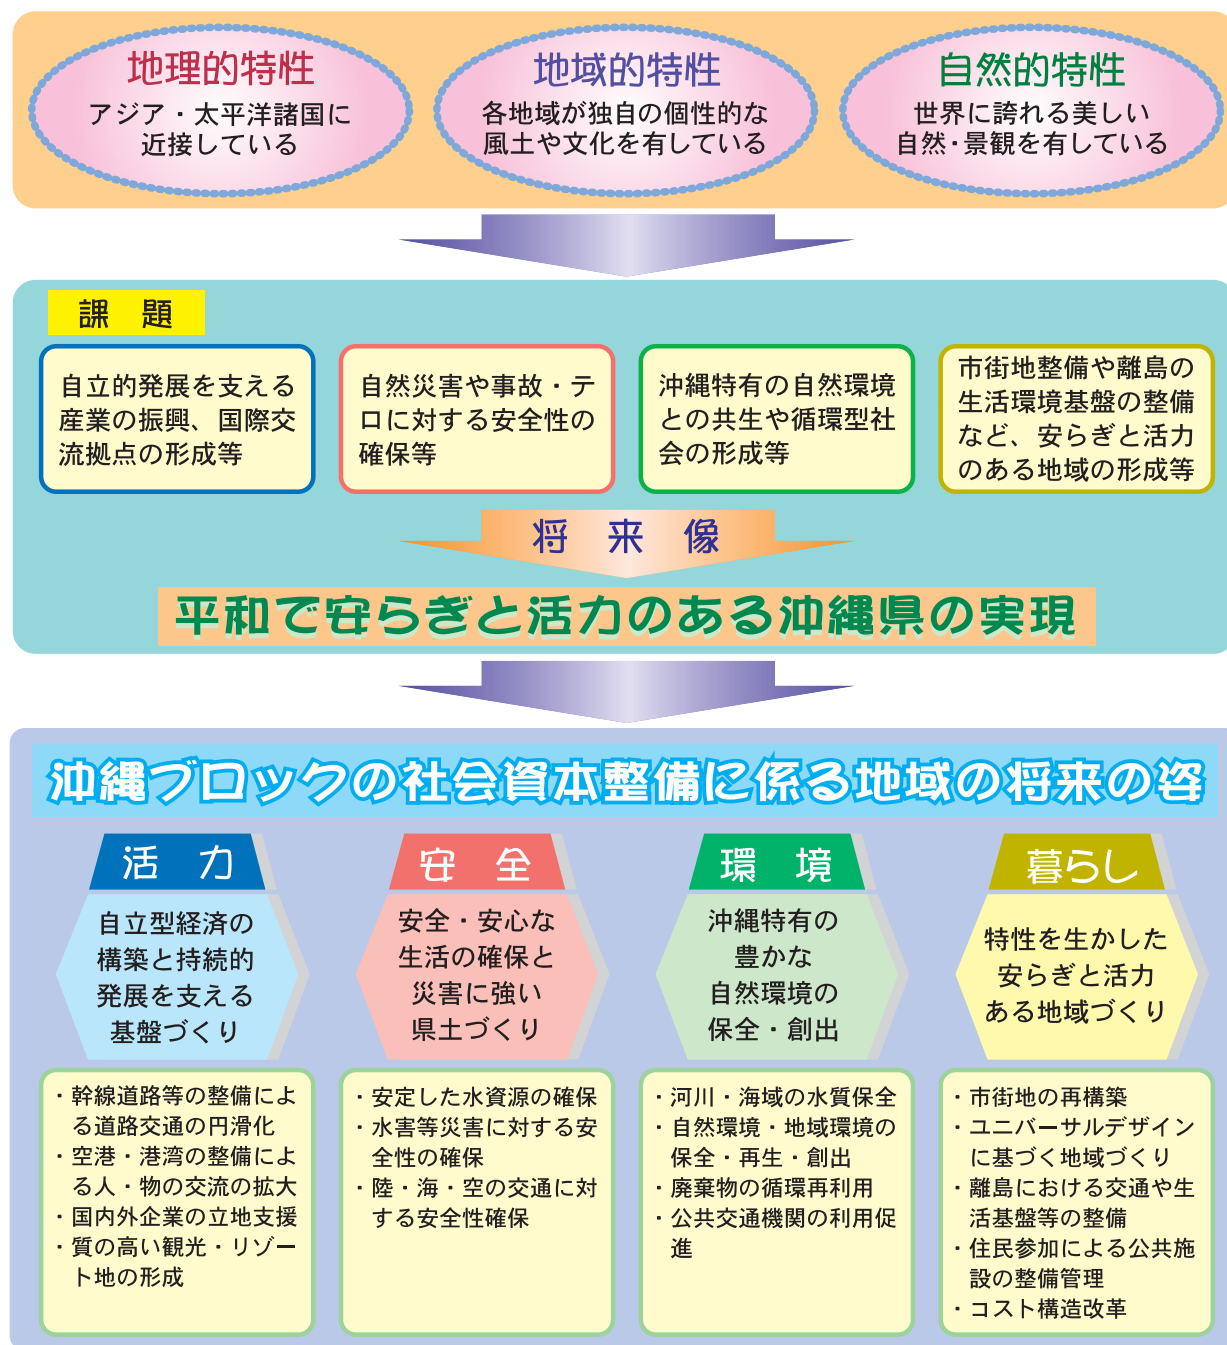 地理的特性
アジア・太平洋諸国に
近接している
地域的特性
各地域が独自の個性的な
風土や文化を有している
自然的特性
世界に誇れる美しい
自然・景観を有している
課 題
自立的発展を支える
産業の振興、国際交
流拠点の形成等
自然災害や事故・テ
ロに対する安全性の
確保等
沖縄特有の自然環境
との共生や循環型社
会の形成等
市街地整備や離島の
生活環境基盤の整備
など、安らぎと活力
のある地域の形成等
将 来 像
平和で安らぎと活力のある沖縄県の実現
沖縄ブロックの社会資本整備に係る地域の将来の姿
活 力
自立型経済の
構築と持続的
発展を支える
基盤づくり
・幹線道路等の整備によ
る道路交通の円滑化
・空港・港湾の整備によ
る人・物の交流の拡大
・国内外企業の立地支援
・質の高い観光・リゾー
ト地の形成
安 全
安全・安心な
生活の確保と
災害に強い
県土づくり
・安定した水資源の確保
・水害等災害に対する安
全性の確保
・陸・海・空の交通に対
する安全性確保
環 境
沖縄特有の
豊かな
自然環境の
保全・創出
・河川・海域の水質保全
・自然環境・地域環境の
保全・再生・創出
・廃棄物の循環再利用
・公共交通機関の利用促
進
暮らし
特性を生かした
安らぎと活力
ある地域づくり
・市街地の再構築
・ユニバーサルデザイン
に基づく地域づくり
・離島における交通や生
活基盤等の整備
・住民参加による公共施
設の整備管理
・コスト構造改革